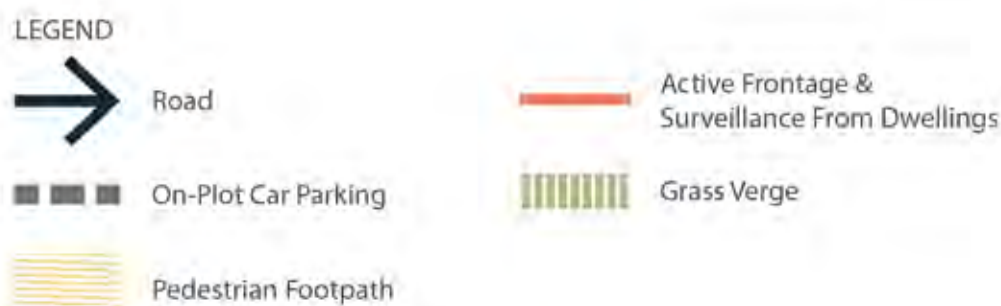 LEGEND
Road
On-Plot Car Parking
Pedestrian Footpath
Active Frontage &
Surveillance From Dwellings
Grass Verge